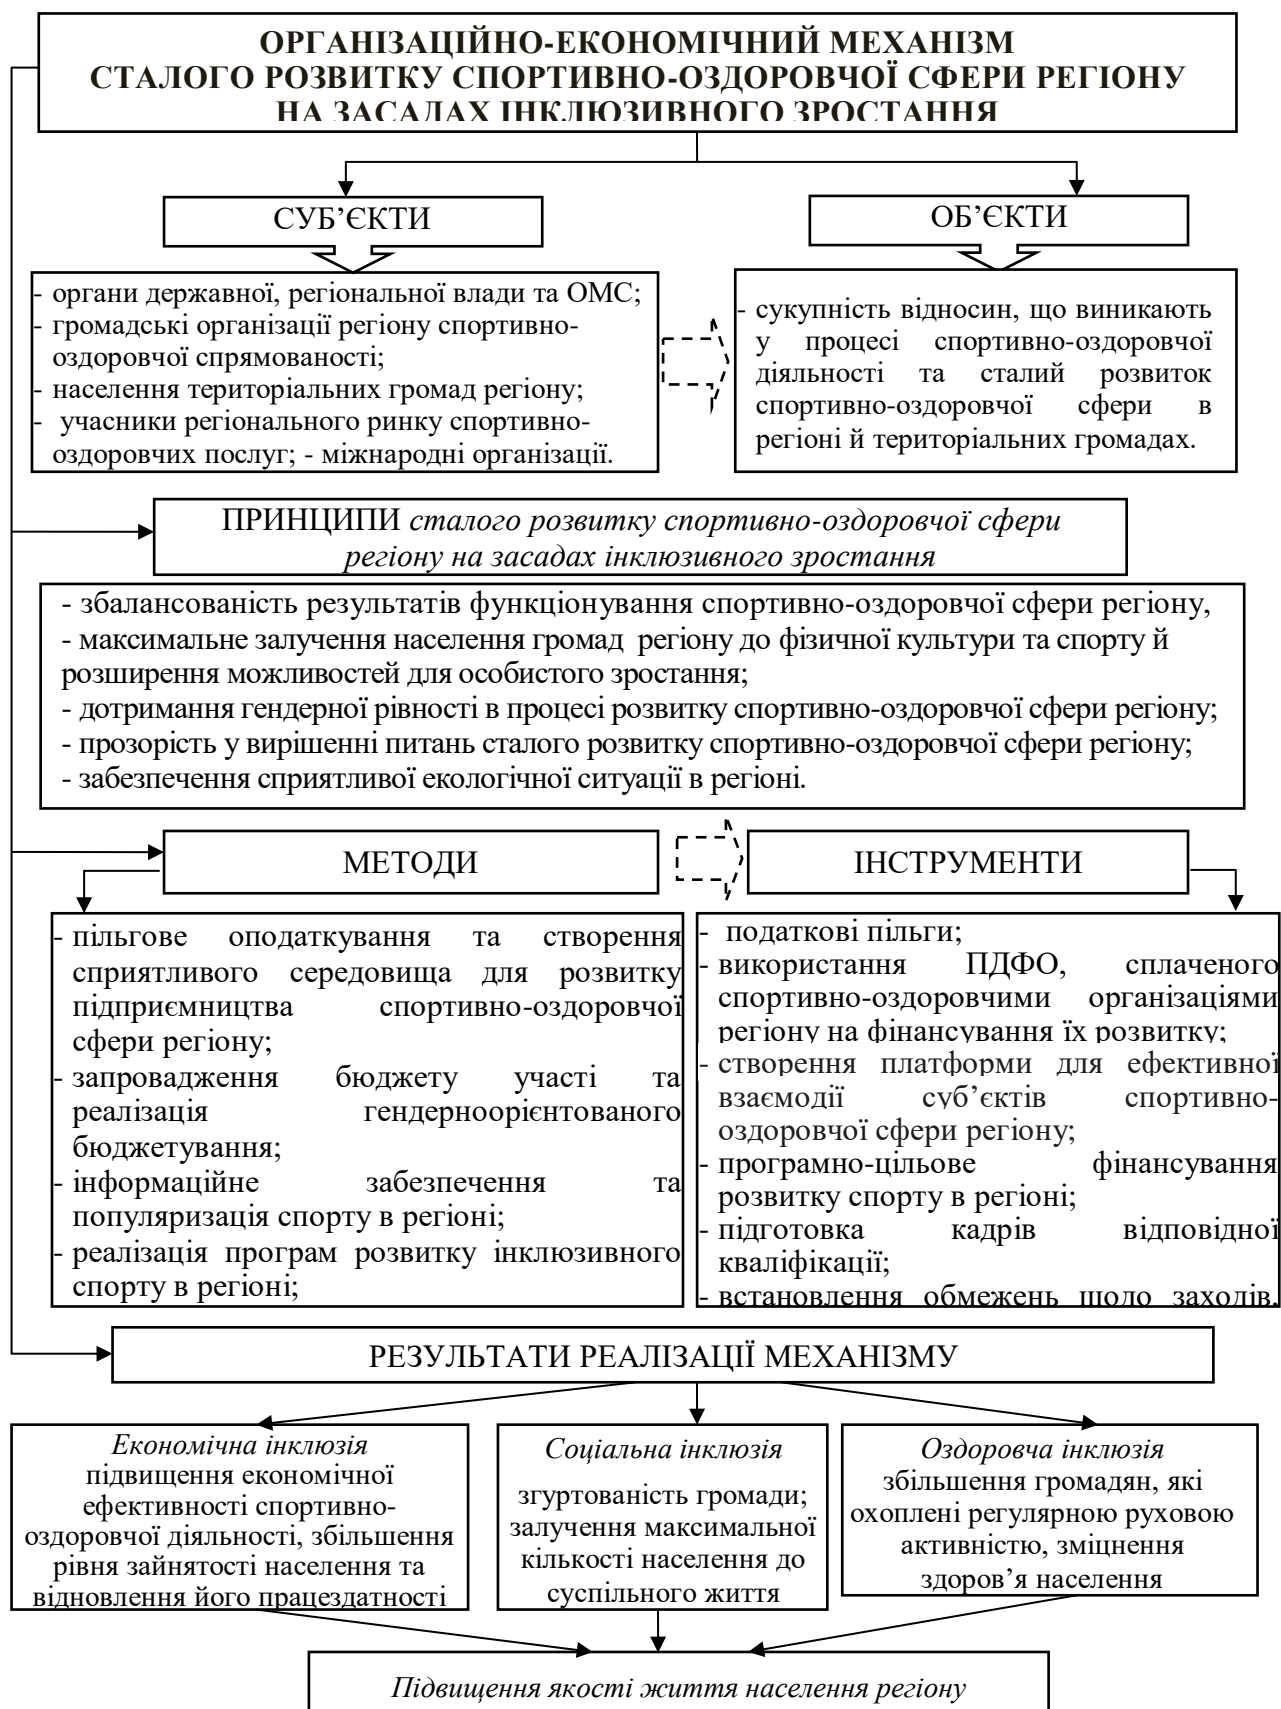 ОРГАНІЗАЦІЙНО-ЕКОНОМІЧНИЙ МЕХАНІЗМ
СТАЛОГО РОЗВИТКУ СПОРТИВНО-ОЗДОРОВЧОЇ СФЕРИ РЕГІОНУ
НА ЗАСАДАХ ІНКЛЮЗИВНОГО ЗРОСТАННЯ
СУБ’ЄКТИ
ОБ’ЄКТИ
- органи державної, регіональної влади та ОМС;
- громадські організації регіону спортивно-
оздоровчої спрямованості;
- населення територіальних громад регіону;
- учасники регіонального ринку спортивно-
оздоровчих послуг; - міжнародні організації.
- сукупність відносин, що виникають
у процесі спортивно-оздоровчої
діяльності та сталий розвиток
спортивно-оздоровчої сфери в
регіоні й територіальних громадах.
ПРИНЦИПИ сталого розвитку спортивно-оздоровчої сфери
регіону на засадах інклюзивного зростання
- збалансованість результатів функціонування спортивно-оздоровчої сфери регіону,
- максимальне залучення населення громад регіону до фізичної культури та спорту й
розширення можливостей для особистого зростання;
- дотримання гендерної рівності в процесі розвитку спортивно-оздоровчої сфери регіону;
- прозорість у вирішенні питань сталого розвитку спортивно-оздоровчої сфери регіону;
- забезпечення сприятливої екологічної ситуації в регіоні.
МЕТОДИ
ІНСТРУМЕНТИ
- пільгове оподаткування та створення
сприятливого середовища для розвитку
підприємництва спортивно-оздоровчої
сфери регіону;
- запровадження бюджету участі та
реалізація гендерноорієнтованого
бюджетування;
- інформаційне забезпечення та
популяризація спорту в регіоні;
- реалізація програм розвитку інклюзивного
спорту в регіоні;
- податкові пільги;
- використання ПДФО, сплаченого
спортивно-оздоровчими організаціями
регіону на фінансування їх розвитку;
- створення платформи для ефективної
взаємодії суб’єктів спортивно-
оздоровчої сфери регіону;
- програмно-цільове фінансування
розвитку спорту в регіоні;
- підготовка кадрів відповідної
кваліфікації;
- встановлення обмежень щодо заходів,
РЕЗУЛЬТАТИ РЕАЛІЗАЦІЇ МЕХАНІЗМУ
Економічна інклюзія
підвищення економічної
ефективності спортивно-
оздоровчої діяльності, збільшення
рівня зайнятості населення та
відновлення його працездатності
Соціальна інклюзія
згуртованість громади;
залучення максимальної
кількості населення до
суспільного життя
Оздоровча інклюзія
збільшення громадян, які
охоплені регулярною руховою
активністю, зміцнення
здоров’я населення
Підвищення якості життя населення регіону